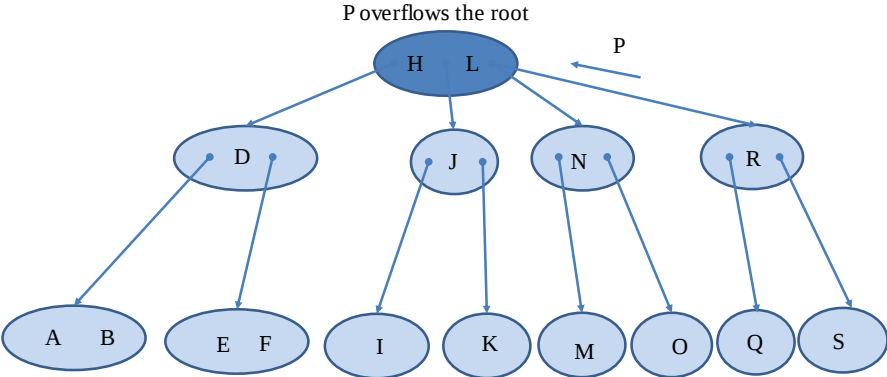 P overflows the root
P
H L
D J N R
A B E F I K M O Q S